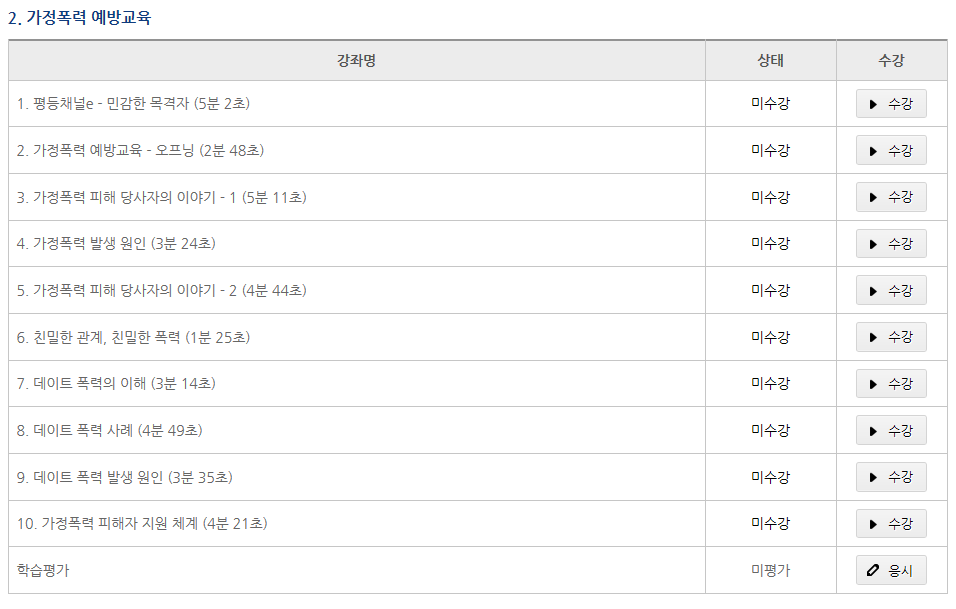 2. 가정폭력 예방교육
강좌명 상태 수강
1. 평등채널e - 민감한 목격자 (5분 2초) 미수강 수강
2. 가정폭력 예방교육 - 오프닝 (2분 48초) 미수강 수강
3. 가정폭력 피해 당사자의 이야기 - 1 (5분 11초) 미수강 수강
4. 가정폭력 발생 원인 (3분 24초) 미수강 수강
5. 가정폭력 피해 당사자의 이야기 - 2 (4분 44초) 미수강 수강
6. 친밀한 관계, 친밀한 폭력 (1분 25초) 미수강 수강
7. 데이트 폭력의 이해 (3분 14초) 미수강 수강
8. 데이트 폭력 사례 (4분 49초) 미수강 수강
9. 데이트 폭력 발생 원인 (3분 35초) 미수강 수강
10. 가정폭력 피해자 지원 체계 (4분 21초) 미수강 수강
학습평가 미평가 응시